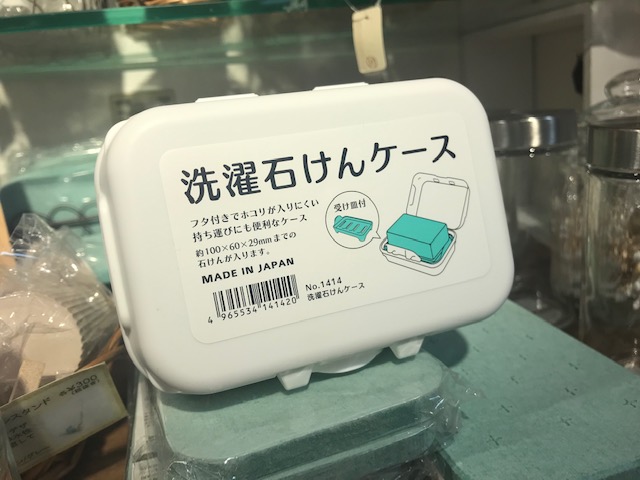 洗濯石けんケース
フタ付きでホコリが入りにくい
持ち運びにも便利なケース
約100×60×29mmまでの
石けんが入ります。
MADE IN JAPAN
受け皿付
4 965534 141420
No.1414
洗濯石けんケース